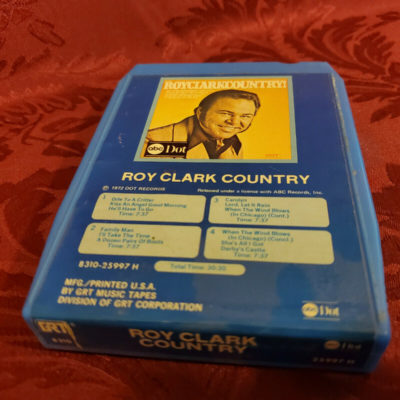 ROYCLARKCOUNTRY!
abc Dot
ROY CLARK COUNTRY
Ⓟ 1972 DOT RECORDS
Released under a license with ABC Records, Inc.
1
Ode To A Critter
Kiss An Angel Good Morning
He'll Have To Go
Time: 7:37
2
Family Man
I'll Take The Time
A Dozen Pairs Of Boots
Time: 7:37
3
Carolyn
Lord, Let It Rain
When The Wind Blows
(In Chicago) (Cont.)
Time: 7:37
4
When The Wind Blows
(In Chicago) (Concl.)
She's All I Got
Darby's Castle
Time: 7:37
8310-25997 H
Total Time: 30:30
MFG./PRINTED U.S.A.
BY GRT MUSIC TAPES
DIVISION OF GRT CORPORATION
abc Dot
GRT
8310
ROY CLARK
COUNTRY
abc Dot
25997 H